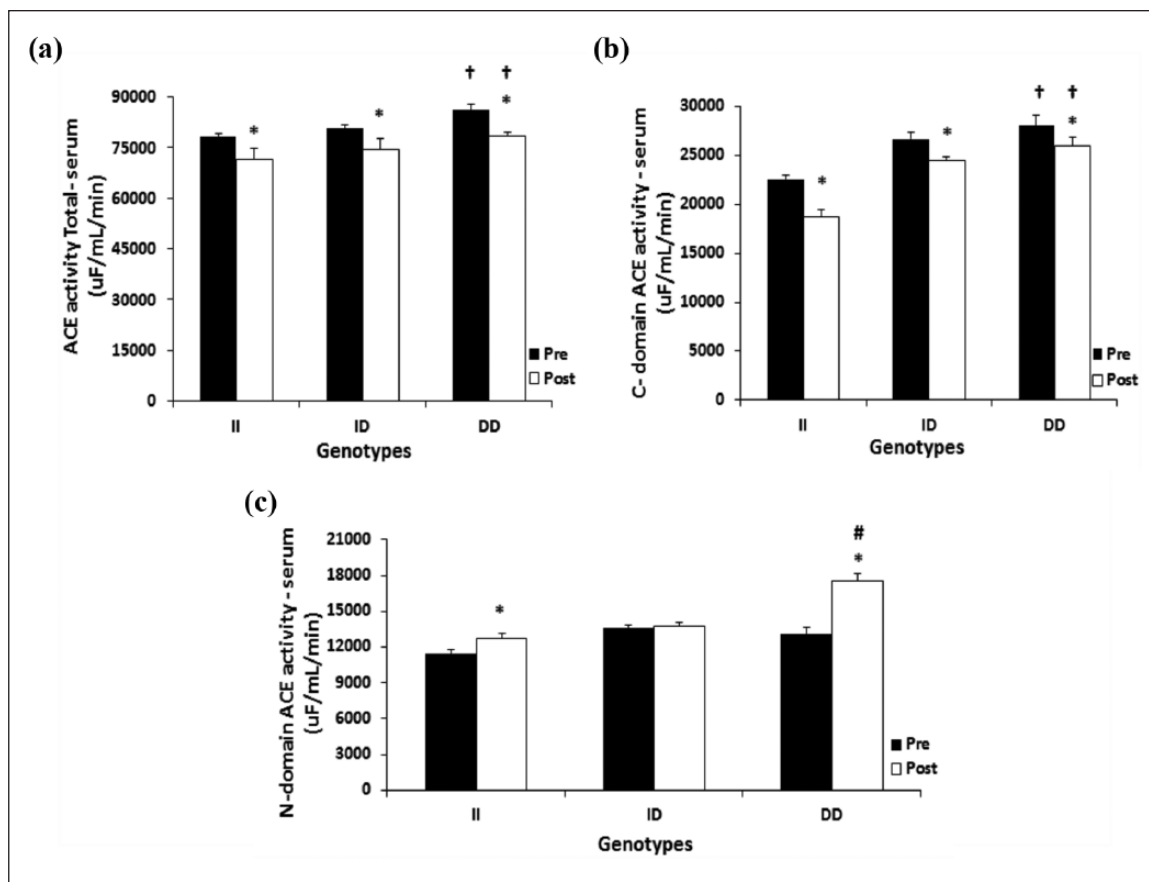 (a)
ACE activity Total- serum
(uF/mL/min)
90000
75000
60000
45000
30000
15000
0
† †
* * *
Pre
Post
II ID DD
Genotypes
(b)
C- domain ACE activity - serum
(uF/mL/min)
30000
25000
20000
15000
10000
5000
0
† †
* * *
Pre
Post
II ID DD
Genotypes
(c)
N-domain ACE activity - serum
(uF/mL/min)
21000
18000
15000
12000
9000
6000
3000
0
#
* *
Pre
Post
II ID DD
Genotypes